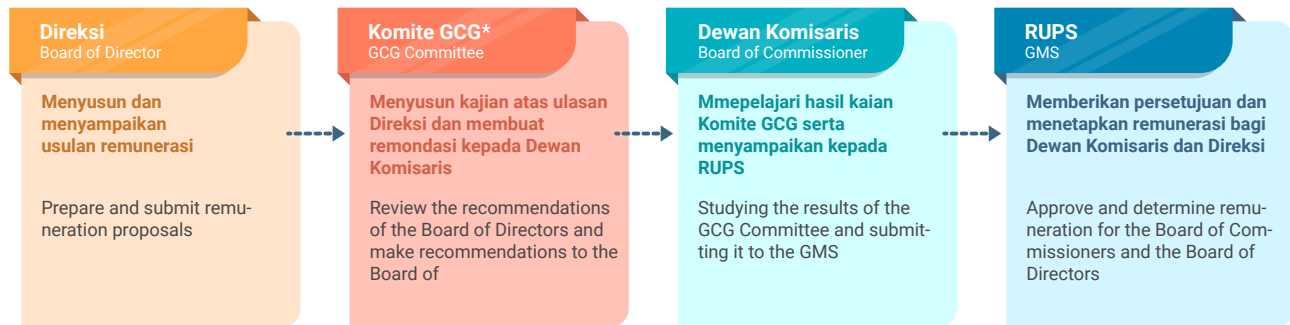 Direksi
Board of Director
Menyusun dan
menyampaikan
usulan remunerasi
Prepare and submit remu-
neration proposals
Komite GCG*
GCG Committee
Menyusun kajian atas ulasan
Direksi dan membuat
remondasi kepada Dewan
Komisaris
Review the recommendations
of the Board of Directors and
make recommendations to the
Board of
Dewan Komisaris
Board of Commissioner
Mmepelajari hasil kaian
Komite GCG serta
menyampaikan kepada
RUPS
Studying the results of the
GCG Committee and submit-
ting it to the GMS
RUPS
GMS
Memberikan persetujuan dan
menetapkan remunerasi bagi
Dewan Komisaris dan Direksi
Approve and determine remu-
neration for the Board of Com-
missioners and the Board of
Directors